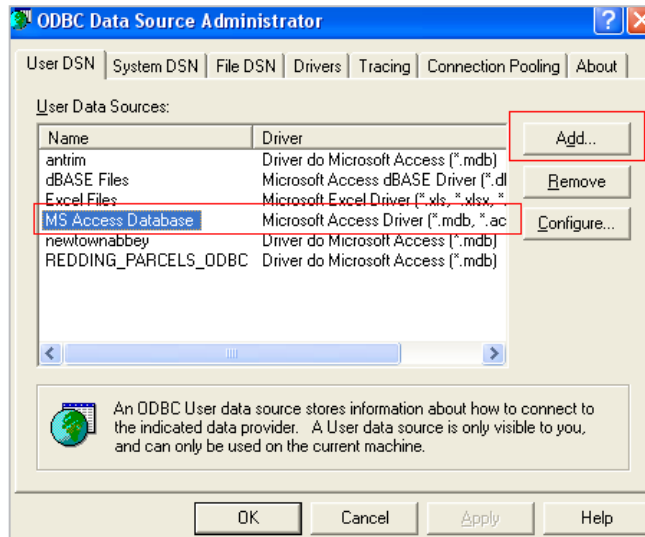 ODBC Data Source Administrator
User DSN System DSN File DSN Drivers Tracing Connection Pooling About
User Data Sources:
Name Driver
antrim Driver do Microsoft Access (*.mdb)
dBASE Files Microsoft Access dBASE Driver (*.d
Excel Files Microsoft Excel Driver (*.xls, *.xlsx, *.
MS Access Database Microsoft Access Driver (*.mdb, *.ac
newtownabbey Driver do Microsoft Access (*.mdb)
REDDING_PARCELS_ODBC Driver do Microsoft Access (*.mdb)
Add...
Remove
Configure...
An ODBC User data source stores information about how to connect to
the indicated data provider. A User data source is only visible to you,
and can only be used on the current machine.
OK Cancel Apply Help